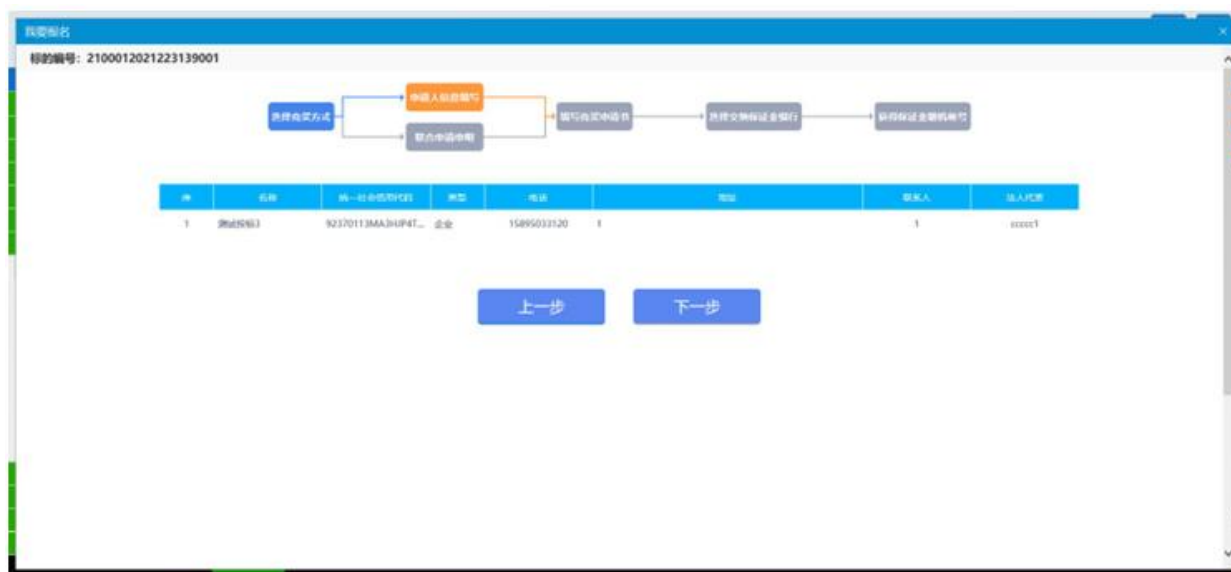 我要报名
标的编号：2100012021223139001
申请人信息填写
选择竞买方式
填写竞买申请书
选择交纳保证金银行
获得保证金随机账号
联合申请申明
序 名称 统一社会信用代码 类型 电话 地址 联系人 法人代表
1 测试投标3 92370113MA3HJP4T... 企业 15895033120 1 1 ccccc1
上一步 下一步